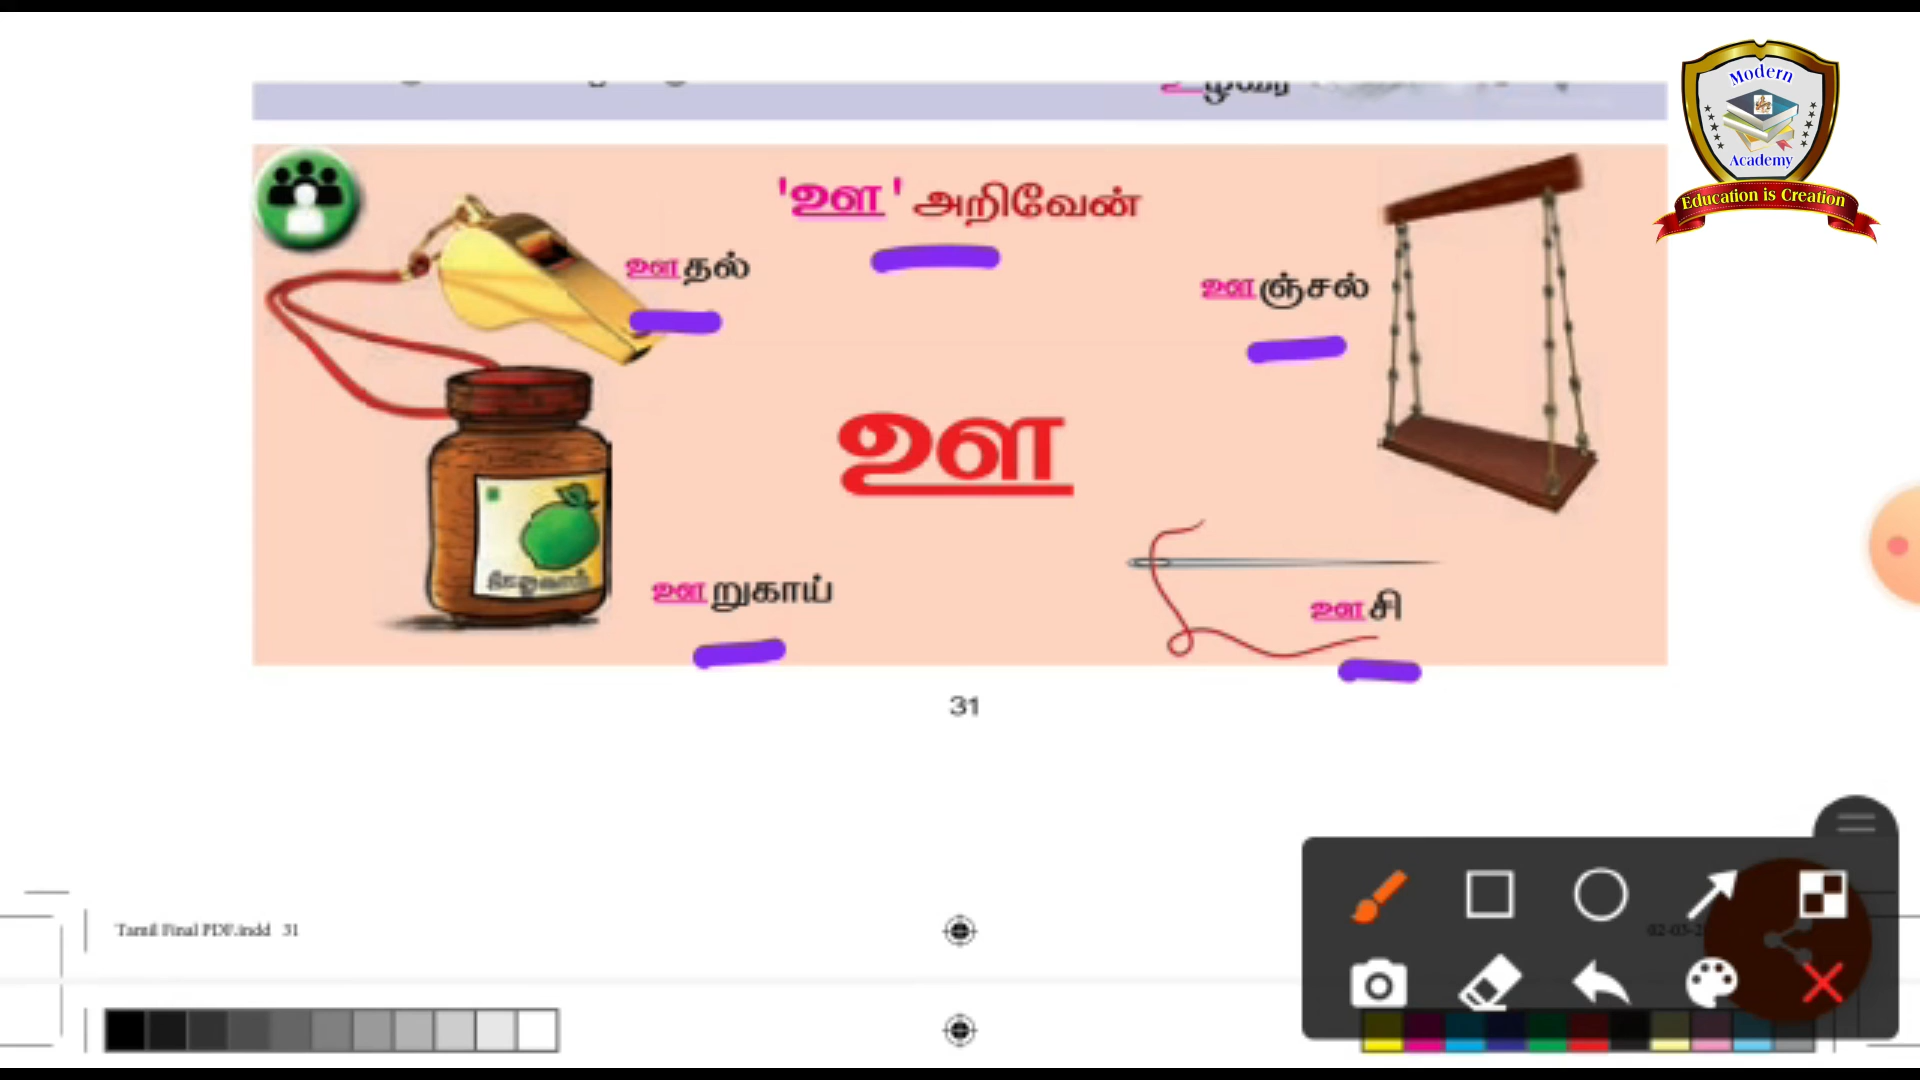 Modern
Academy
Education is Creation
'ஊ' அறிவேன்
ஊதல்
ஊஞ்சல்
ஊ
ஊறுகாய்
ஊசி
31
Tamil Final PDF.indd 31